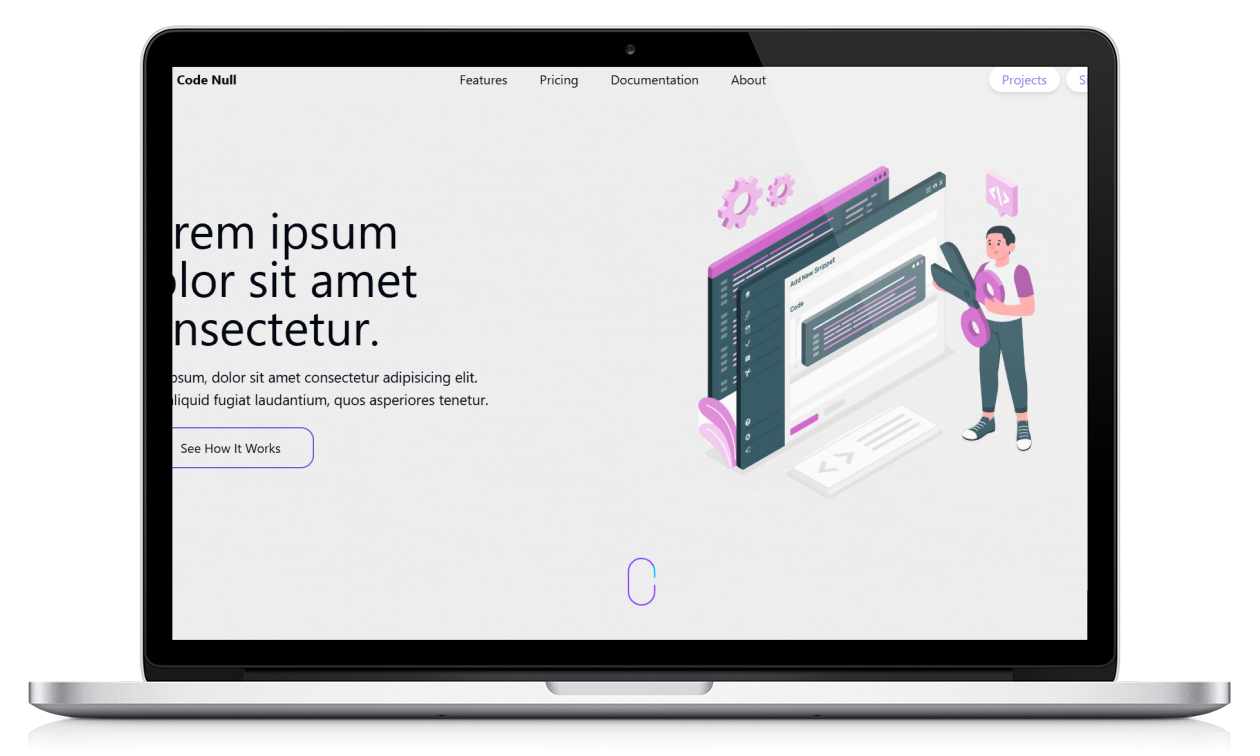 Code Null
Features
Pricing
Documentation
About
Projects
S
rem ipsum
olor sit amet
nsectetur.
psum, dolor sit amet consectetur adipisicing elit.
liquid fugiat laudantium, quos asperiores tenetur.
See How It Works
Add New Snippet
Code